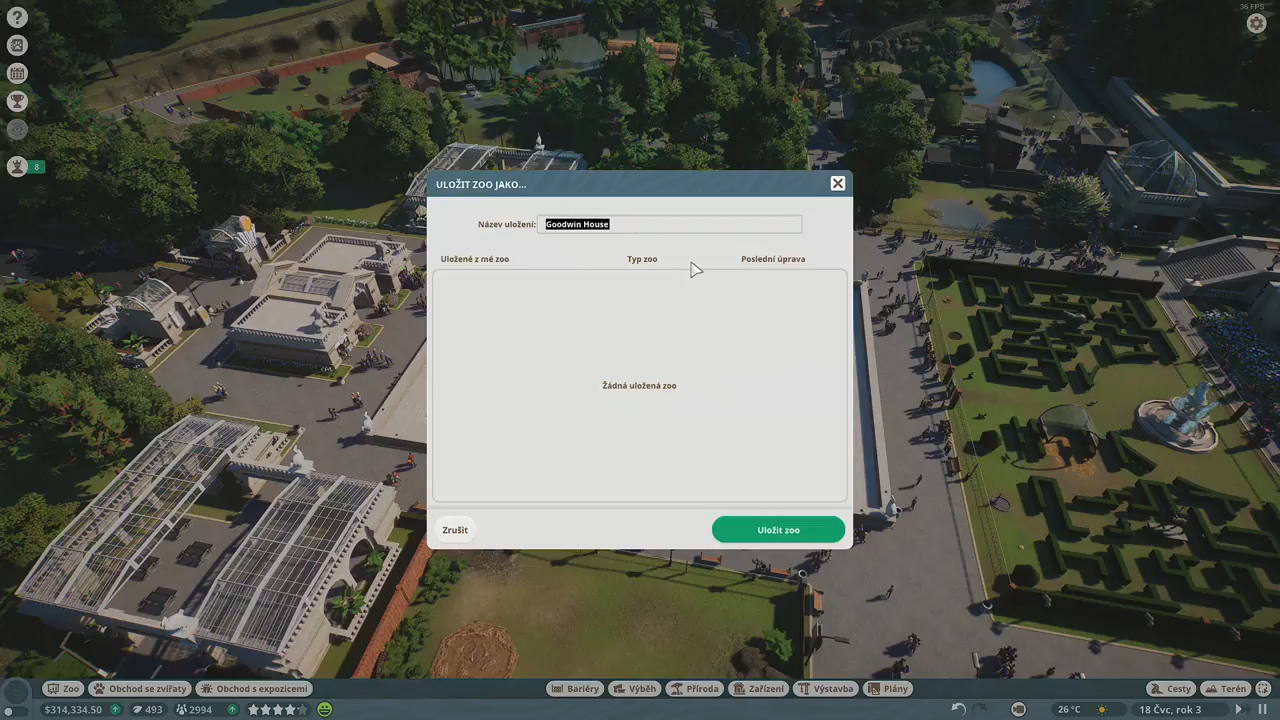 36 FPS
8
ULOŽIT ZOO JAKO...
Název uložení: Goodwin House
Uložené z mé zoo Typ zoo Poslední úprava
Žádná uložená zoo
Zrušit Uložit zoo
Zoo Obchod se zvířaty Obchod s expozicemi Bariéry Výběh Příroda Zařízení Výstavba Plány Cesty Terén
$314,334.50 493 2994 26 °C 18 Čvc, rok 3